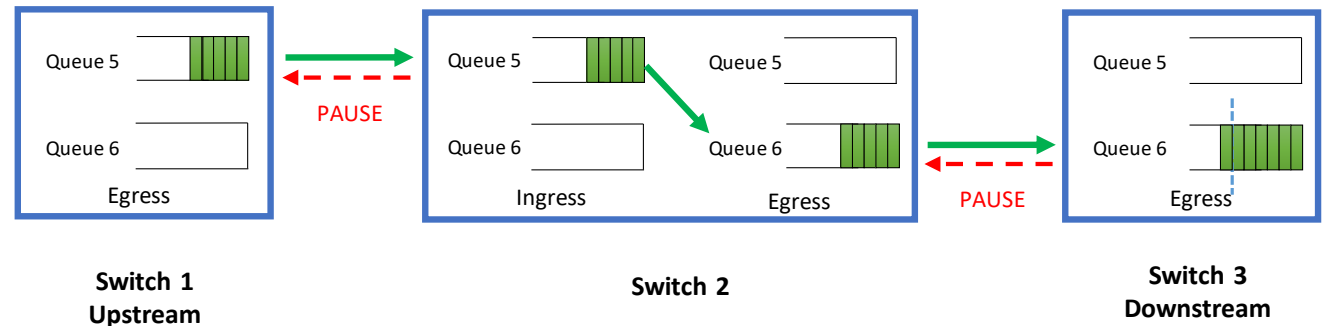 Queue 5
Queue 6
Egress
PAUSE
Queue 5
Queue 6
Ingress
Queue 5
Queue 6
Egress
PAUSE
Queue 5
Queue 6
Egress
Switch 1
Upstream
Switch 2
Switch 3
Downstream